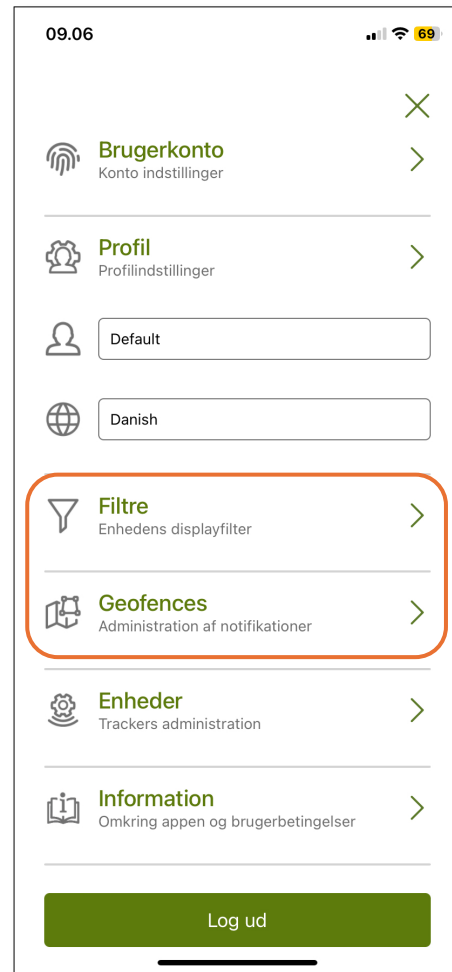 09.06
69
Brugerkonto
Konto indstillinger
Profil
Profilindstillinger
Default
Danish
Filtre
Enhedens displayfilter
Geofences
Administration af notifikationer
Enheder
Trackers administration
Information
Omkring appen og brugerbetingelser
Log ud